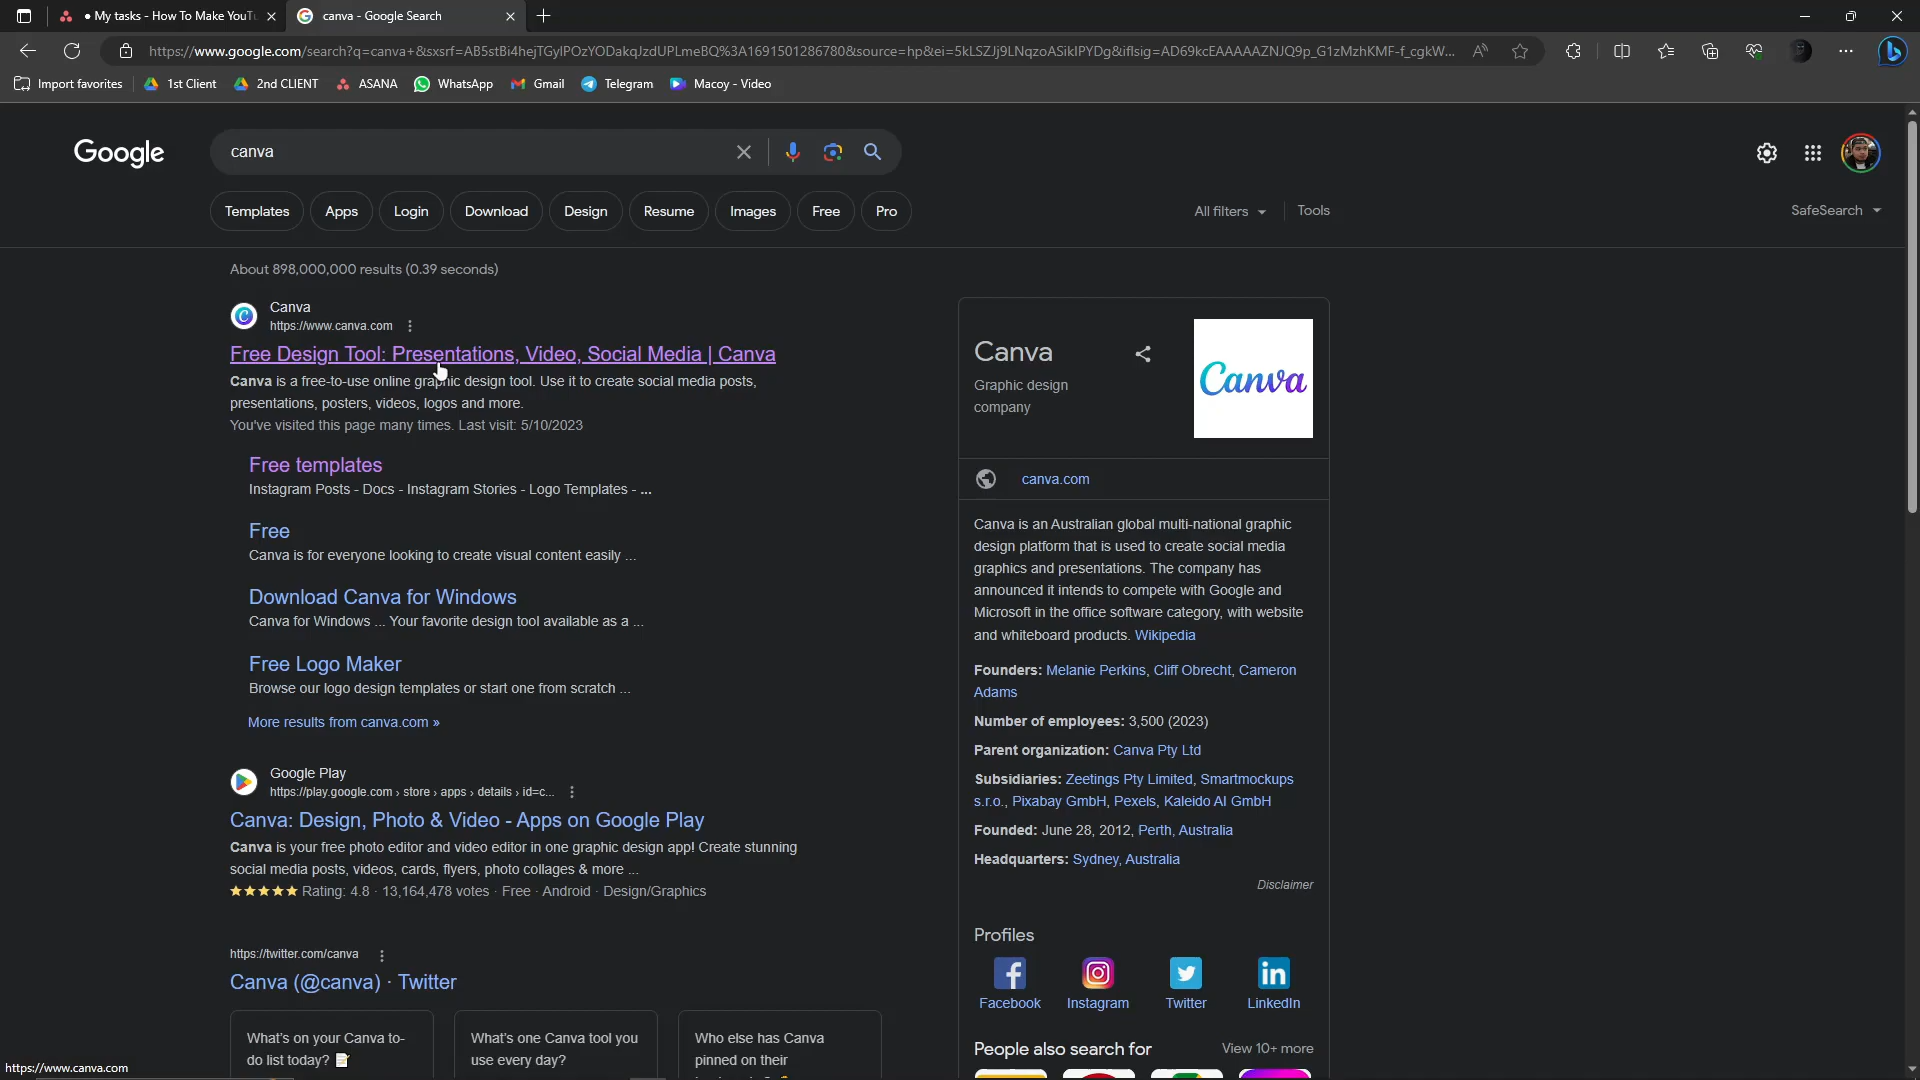 • My tasks - How To Make YouT
canva - Google Search
https://www.google.com/search?q=canva+&sxsrf=AB5stBi4hejTGylPOzYODakqJzdUPLmeBQ%3A1691501286780&source=hp&ei=5kLSZJj9LNqzoASikIPYDg&iflsig=AD69kcEAAAAAZNJQ9p_G1zMzhKMF-f_cgkW...
Import favorites
1st Client
2nd CLIENT
ASANA
WhatsApp
Gmail
Telegram
Macoy - Video
Google
canva
Templates
Apps
Login
Download
Design
Resume
Images
Free
Pro
All filters
Tools
SafeSearch
About 898,000,000 results (0.39 seconds)
Canva
https://www.canva.com
Free Design Tool: Presentations, Video, Social Media | Canva
Canva is a free-to-use online graphic design tool. Use it to create social media posts,
presentations, posters, videos, logos and more.
You've visited this page many times. Last visit: 5/10/2023
Free templates
Instagram Posts - Docs - Instagram Stories - Logo Templates - ...
Free
Canva is for everyone looking to create visual content easily ...
Download Canva for Windows
Canva for Windows ... Your favorite design tool available as a ...
Free Logo Maker
Browse our logo design templates or start one from scratch ...
More results from canva.com »
Google Play
https://play.google.com › store › apps › details › id=c...
Canva: Design, Photo & Video - Apps on Google Play
Canva is your free photo editor and video editor in one graphic design app! Create stunning
social media posts, videos, cards, flyers, photo collages & more ...
Rating: 4.8 · 13,164,478 votes · Free · Android · Design/Graphics
https://twitter.com/canva
Canva (@canva) · Twitter
What's on your Canva to-
do list today?
What's one Canva tool you
use every day?
Who else has Canva
pinned on their
https://www.canva.com
Canva
Graphic design
company
Canva
canva.com
Canva is an Australian global multi-national graphic
design platform that is used to create social media
graphics and presentations. The company has
announced it intends to compete with Google and
Microsoft in the office software category, with website
and whiteboard products. Wikipedia
Founders: Melanie Perkins, Cliff Obrecht, Cameron
Adams
Number of employees: 3,500 (2023)
Parent organization: Canva Pty Ltd
Subsidiaries: Zeetings Pty Limited, Smartmockups
s.r.o., Pixabay GmbH, Pexels, Kaleido AI GmbH
Founded: June 28, 2012, Perth, Australia
Headquarters: Sydney, Australia
Disclaimer
Profiles
Facebook
Instagram
Twitter
LinkedIn
People also search for
View 10+ more